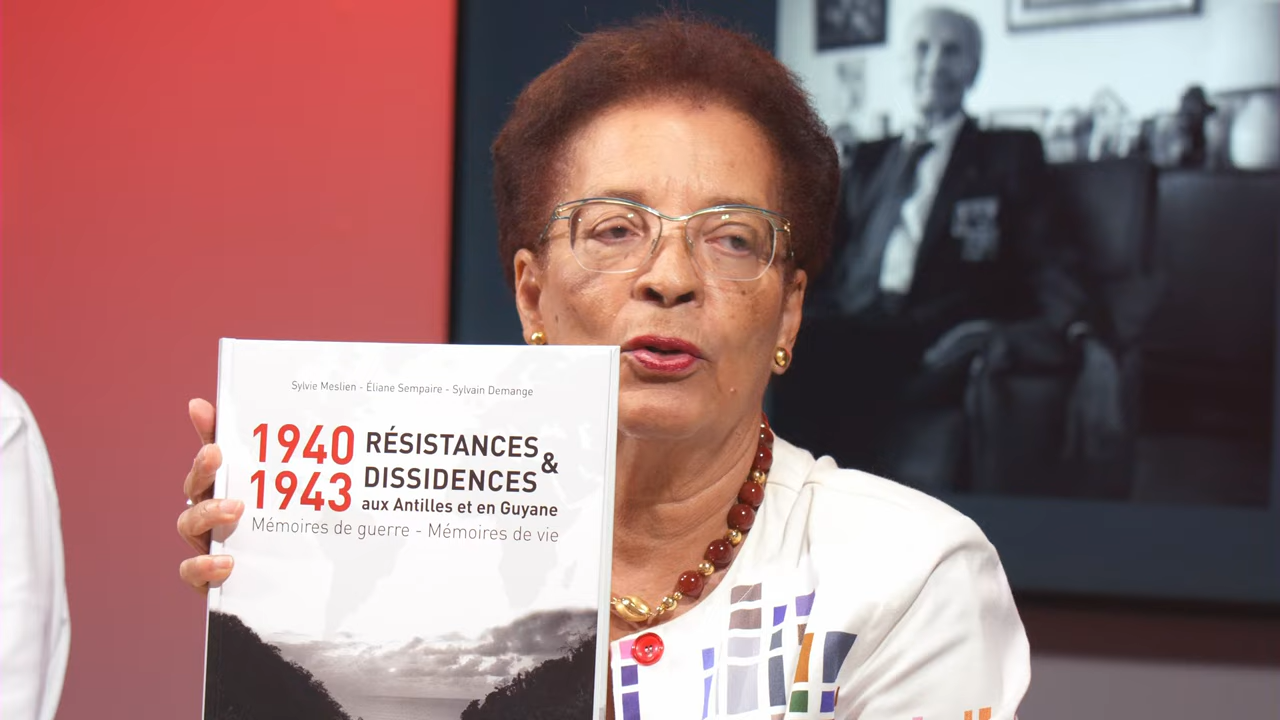 Sylvie Meslien - Éliane Sempaire - Sylvain Demange
1940 RÉSISTANCES &
1943 DISSIDENCES
aux Antilles et en Guyane
Mémoires de guerre - Mémoires de vie